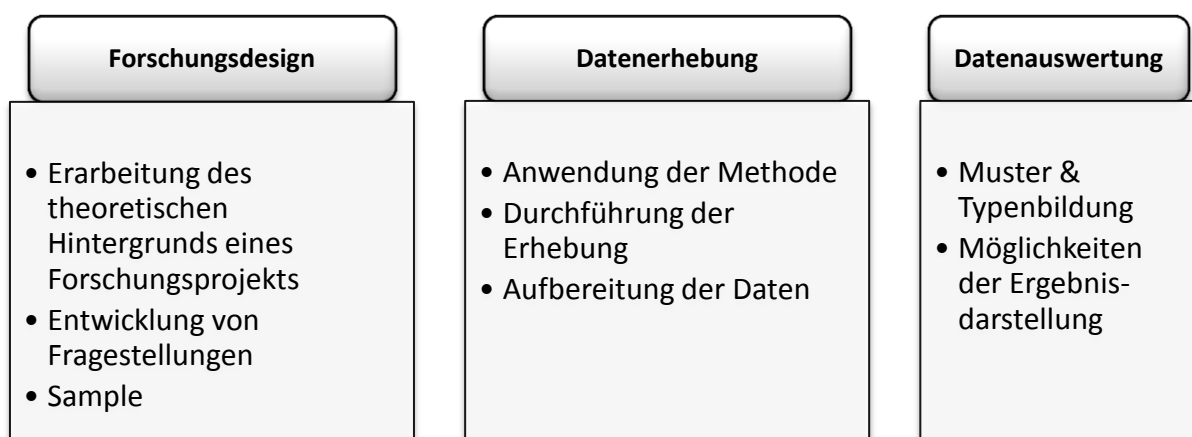 Forschungsdesign
• Erarbeitung des
theoretischen
Hintergrunds eines
Forschungsprojekts
• Entwicklung von
Fragestellungen
• Sample
Datenerhebung
• Anwendung der Methode
• Durchführung der
Erhebung
• Aufbereitung der Daten
Datenauswertung
• Muster &
Typenbildung
• Möglichkeiten
der Ergebnis-
darstellung